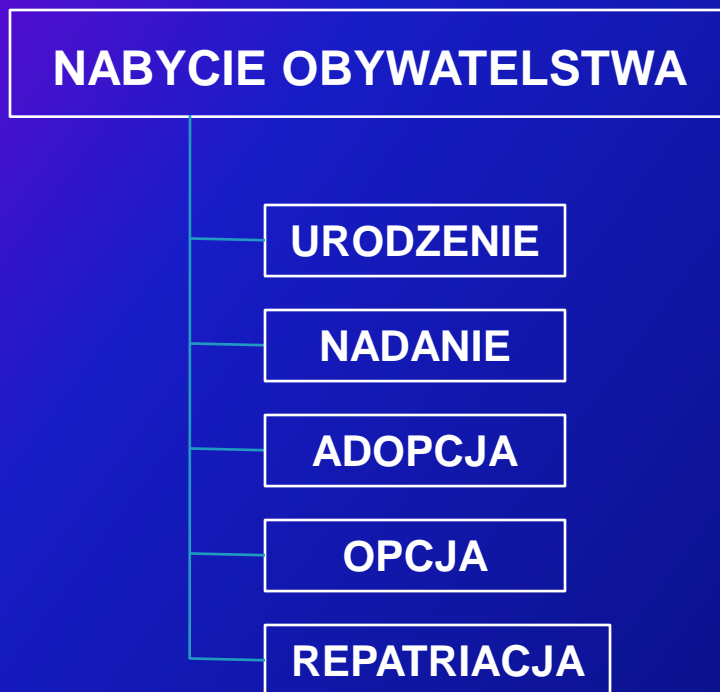 NABYCIE OBYWATELSTWA
URODZENIE
NADANIE
ADOPCJA
OPCJA
REPATRIACJA